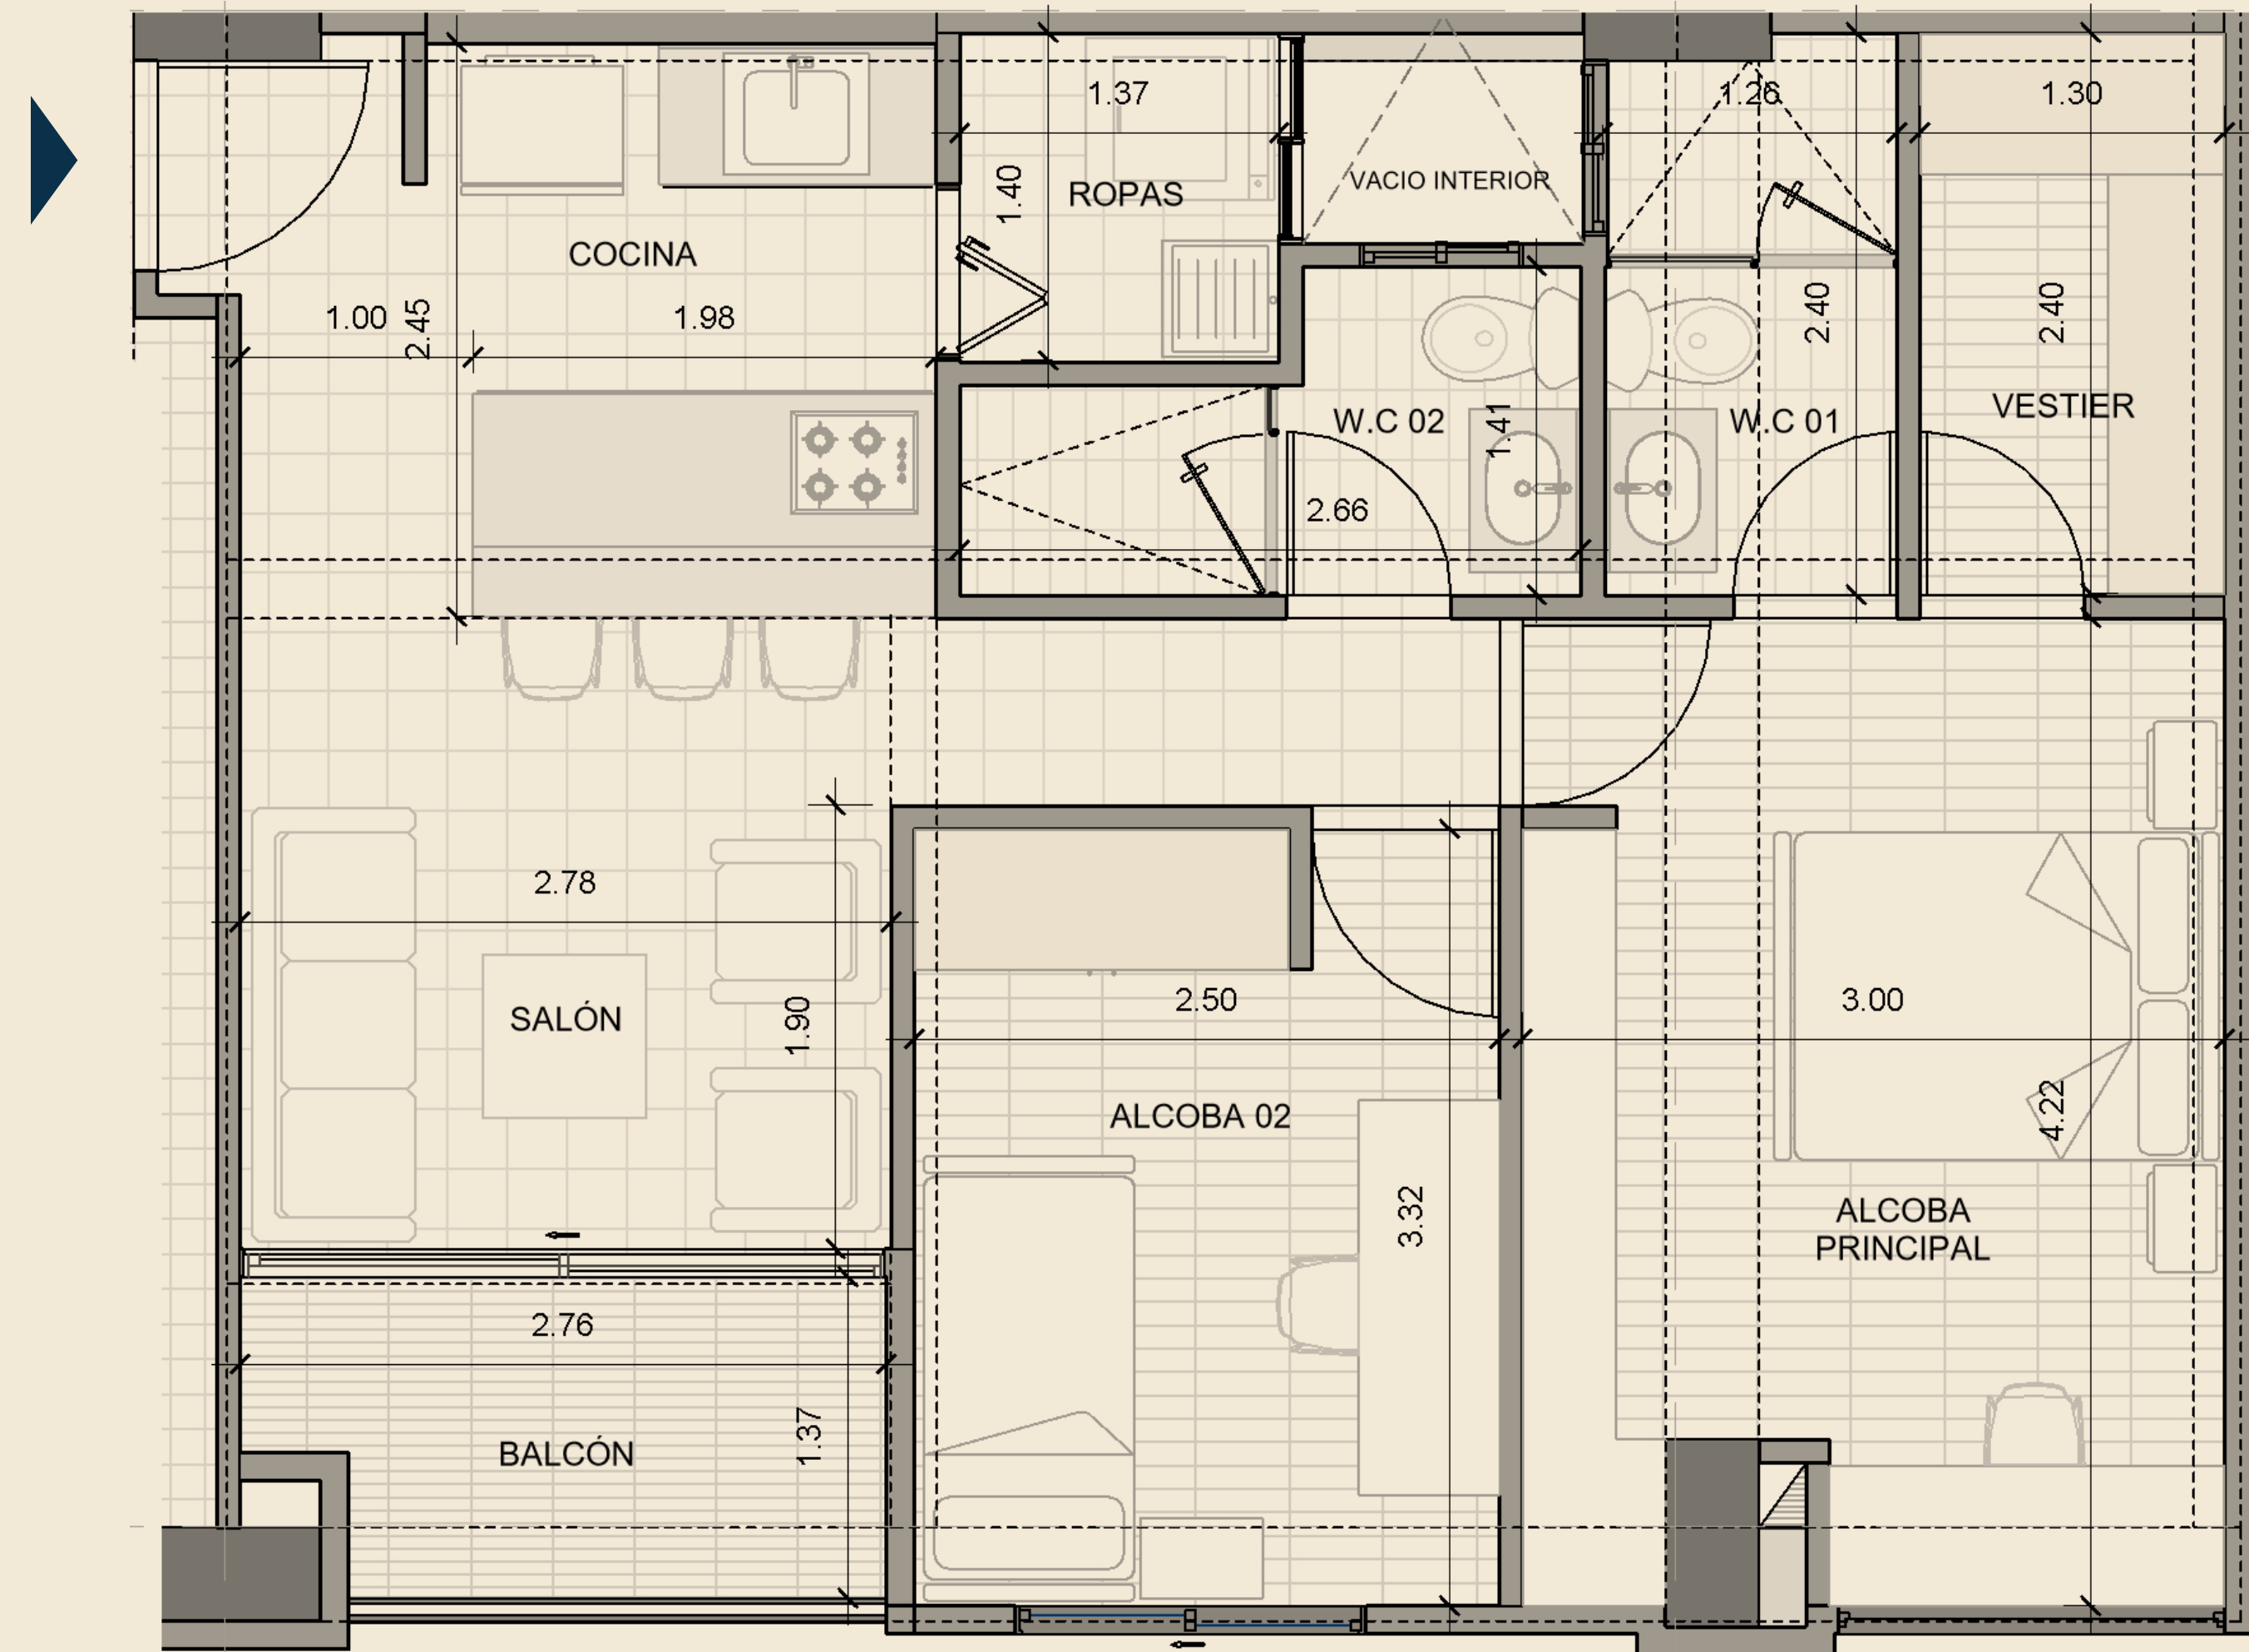 1.37
1.26
1.30
1.40
ROPAS
VACIO INTERIOR
COCINA
1.00
2.45
1.98
2.40
2.40
W.C 02
1.41
W.C 01
VESTIER
2.66
2.78
SALÓN
1.90
2.50
3.00
ALCOBA 02
4.22
3.32
ALCOBA
PRINCIPAL
2.76
BALCÓN
1.37